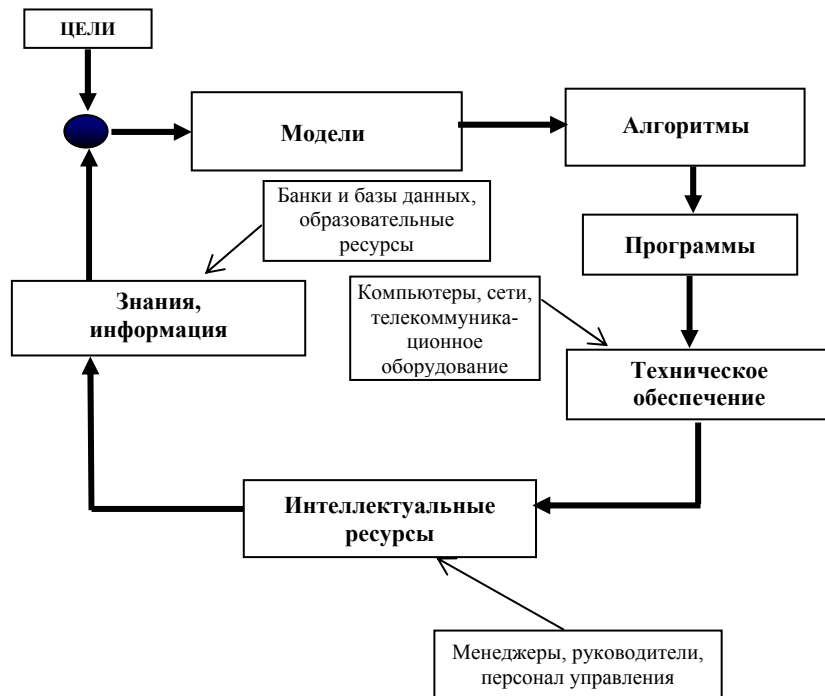 ЦЕЛИ
Модели
Алгоритмы
Банки и базы данных,
образовательные
ресурсы
Программы
Знания,
информация
Компьютеры, сети,
телекоммуника-
ционное
оборудование
Техническое
обеспечение
Интеллектуальные
ресурсы
Менеджеры, руководители,
персонал управления